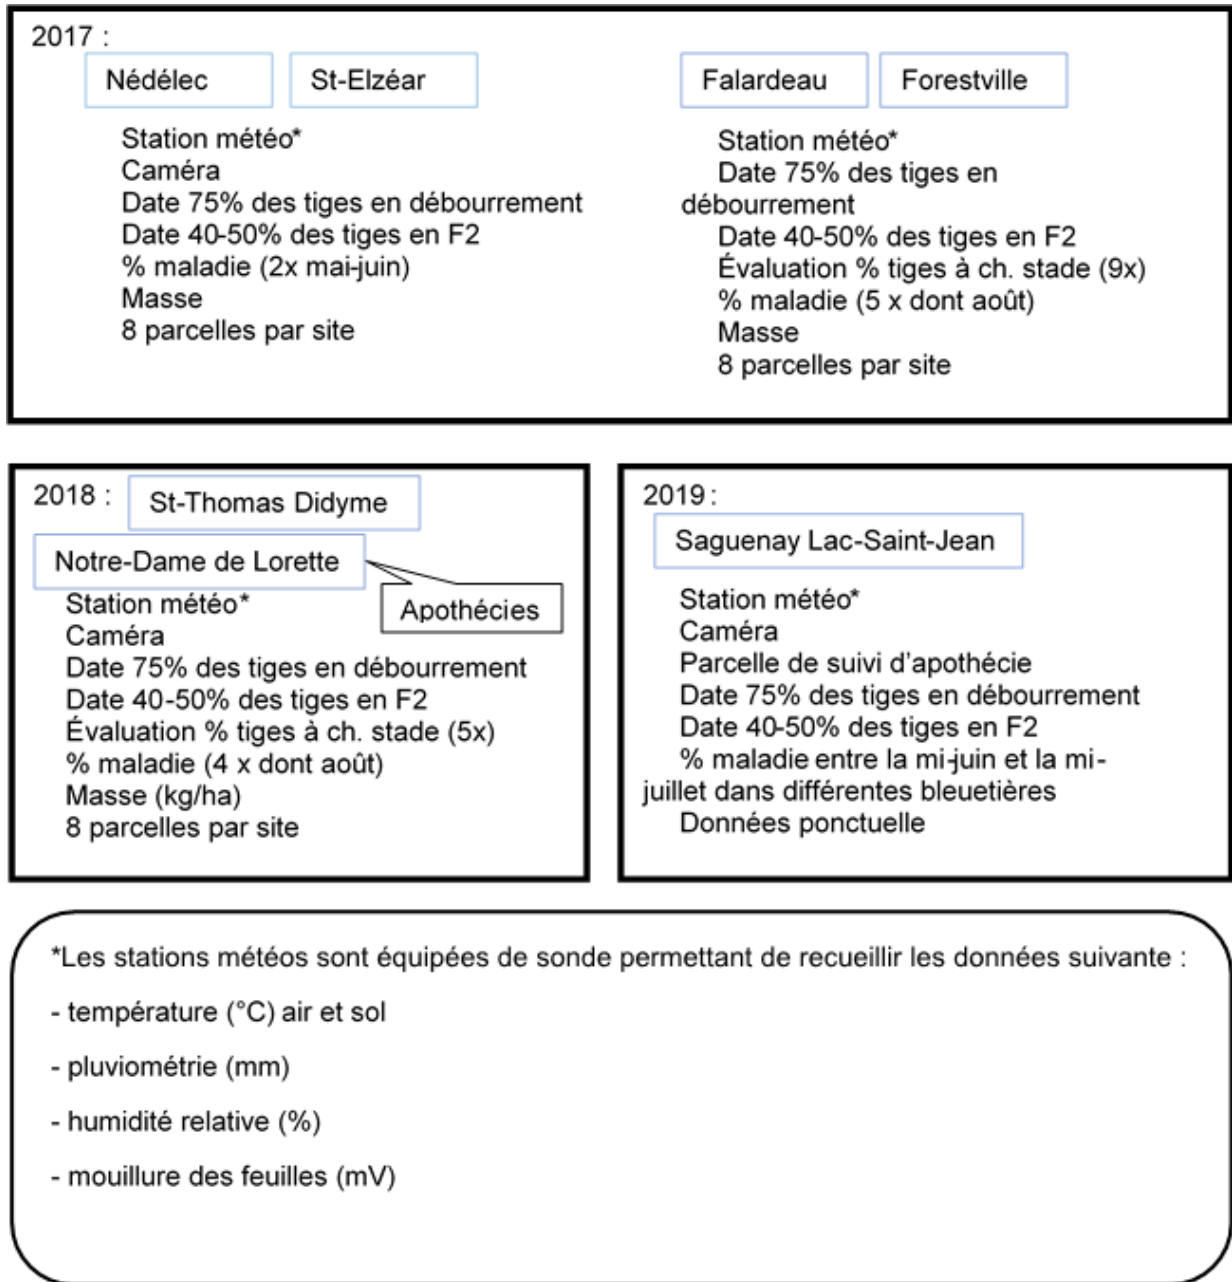 2017 :
Nédélec
St-Elzéar
Station météo*
Caméra
Date 75% des tiges en débourrement
Date 40-50% des tiges en F2
% maladie (2x mai-juin)
Masse
8 parcelles par site
Falardeau
Forestville
Station météo*
Date 75% des tiges en
débourrement
Date 40-50% des tiges en F2
Évaluation % tiges à ch. stade (9x)
% maladie (5 x dont août)
Masse
8 parcelles par site
2018 :
St-Thomas Didyme
Notre-Dame de Lorette
Apothécies
Station météo*
Caméra
Date 75% des tiges en débourrement
Date 40-50% des tiges en F2
Évaluation % tiges à ch. stade (5x)
% maladie (4 x dont août)
Masse (kg/ha)
8 parcelles par site
2019 :
Saguenay Lac-Saint-Jean
Station météo*
Caméra
Parcelle de suivi d'apothécie
Date 75% des tiges en débourrement
Date 40-50% des tiges en F2
% maladie entre la mi-juin et la mi-
juillet dans différentes bleuetières
Données ponctuelle
*Les stations météos sont équipées de sonde permettant de recueillir les données suivante :
- température (°C) air et sol
- pluviométrie (mm)
- humidité relative (%)
- mouillure des feuilles (mV)